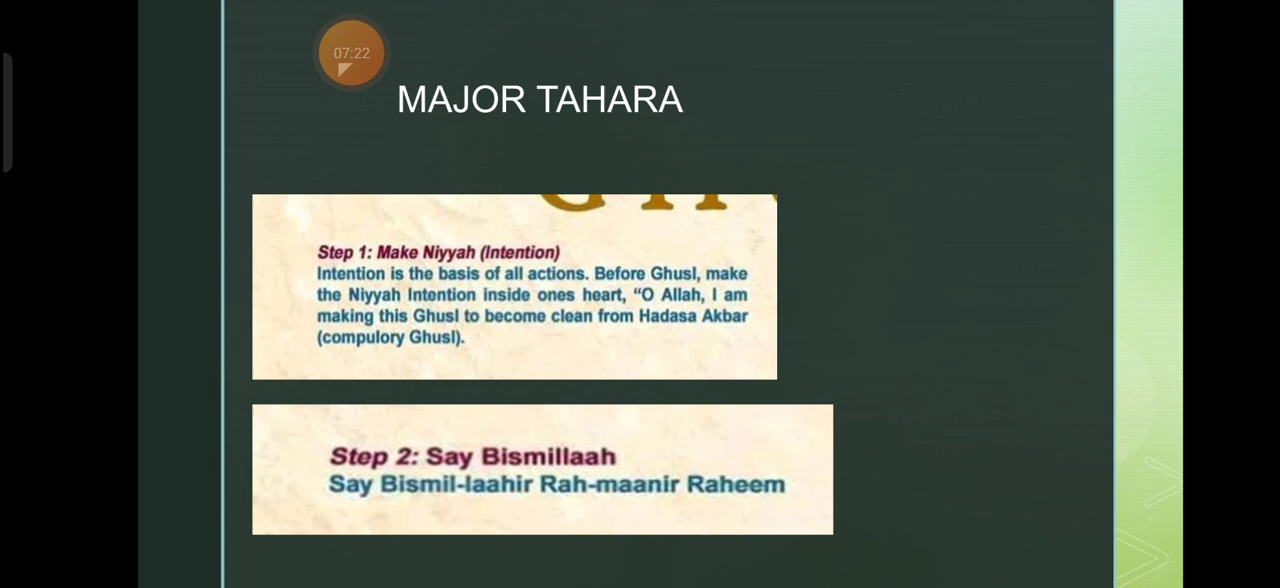 07:22
MAJOR TAHARA
Step 1: Make Niyyah (Intention)
Intention is the basis of all actions. Before Ghusl, make
the Niyyah Intention inside ones heart, “O Allah, I am
making this Ghusl to become clean from Hadasa Akbar
(compulory Ghusl).
Step 2: Say Bismillaah
Say Bismil-laahir Rah-maanir Raheem